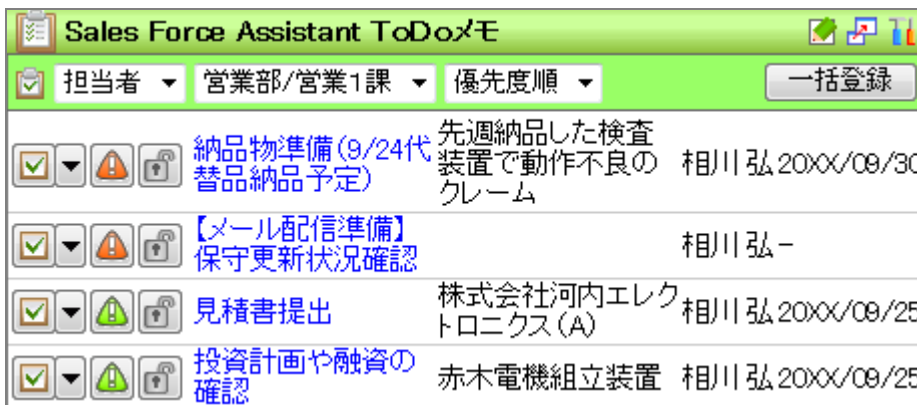 Sales Force Assistant ToDoメモ
担当者 営業部/営業1課 優先度順 一括登録
納品物準備(9/24代
替品納品予定)
先週納品した検査
装置で動作不良の
クレーム
相川 弘 20XX/09/30
【メール配信準備】
保守更新状況確認
相川 弘 -
見積書提出
株式会社河内エレク
トロニクス(A)
相川 弘 20XX/09/25
投資計画や融資の
確認
赤木電機組立装置
相川 弘 20XX/09/25